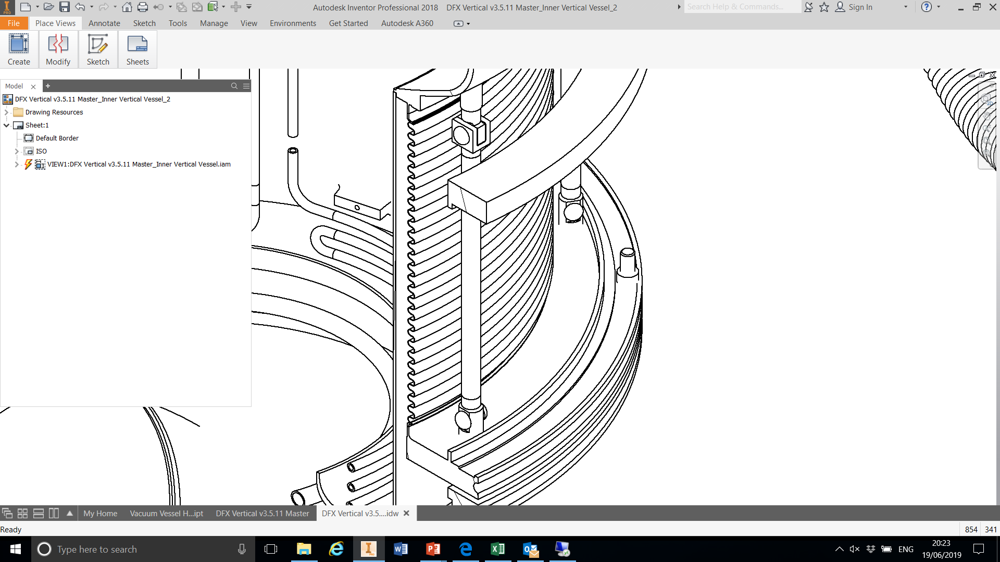 PRO
Autodesk Inventor Professional 2018 DFX Vertical v3.5.11 Master_Inner Vertical Vessel_2
Search Help & Commands...
Sign In
File Place Views Annotate Sketch Tools Manage View Environments Get Started Autodesk A360
Create Modify Sketch Sheets
Model
DFX Vertical v3.5.11 Master_Inner Vertical Vessel_2
Drawing Resources
Sheet:1
Default Border
ISO
VIEW1:DFX Vertical v3.5.11 Master_Inner Vertical Vessel.iam
2D
My Home Vacuum Vessel H...ipt DFX Vertical v3.5.11 Master DFX Vertical v3.5....idw
Ready
854 341
Type here to search
ENG
20:23
19/06/2019